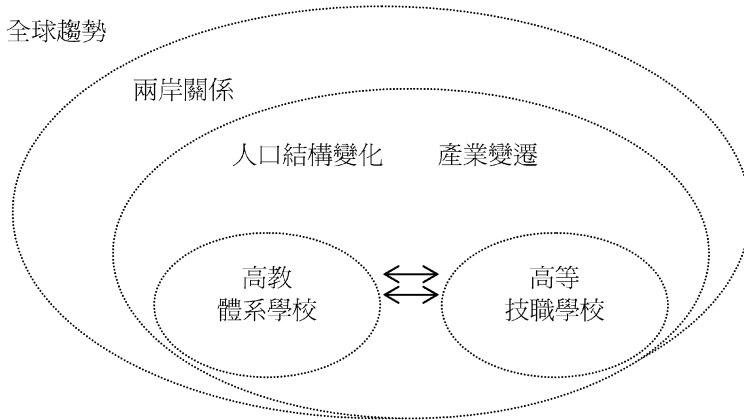 全球趨勢
兩岸關係
人口結構變化
產業變遷
高教
體系學校
高等
技職學校